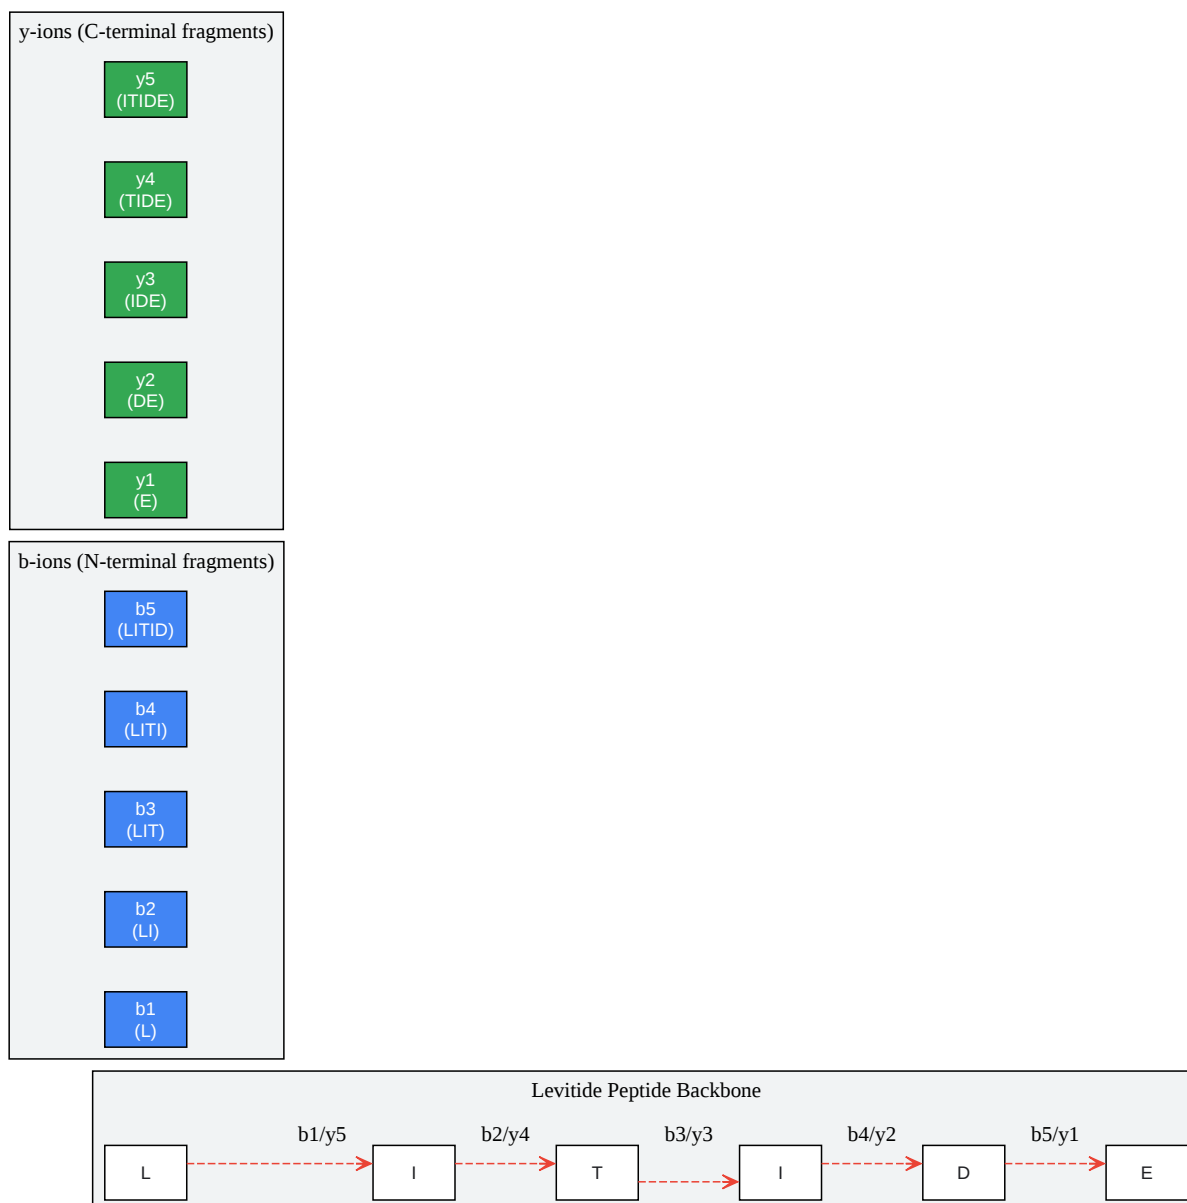 y-ions (C-terminal fragments)
y5
(ITIDE)
y4
(TIDE)
y3
(IDE)
y2
(DE)
y1
(E)
b-ions (N-terminal fragments)
b5
(LITID)
b4
(LITI)
b3
(LIT)
b2
(LI)
b1
(L)
Levitide Peptide Backbone
b1/y5 b2/y4 b3/y3 b4/y2 b5/y1
L I T I D E